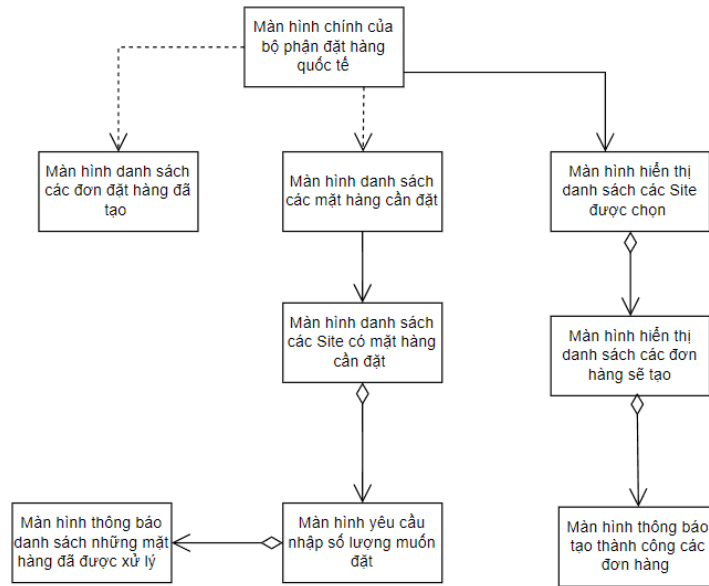 Màn hình chính của
bộ phận đặt hàng
quốc tế
Màn hình danh sách
các đơn đặt hàng đã
tạo
Màn hình danh sách
các mặt hàng cần đặt
Màn hình hiển thị
danh sách các Site
được chọn
Màn hình danh sách
các Site có mặt hàng
cần đặt
Màn hình hiển thị
danh sách các đơn
hàng sẽ tạo
Màn hình thông báo
danh sách những mặt
hàng đã được xử lý
Màn hình yêu cầu
nhập số lượng muốn
đặt
Màn hình thông báo
tạo thành công các
đơn hàng